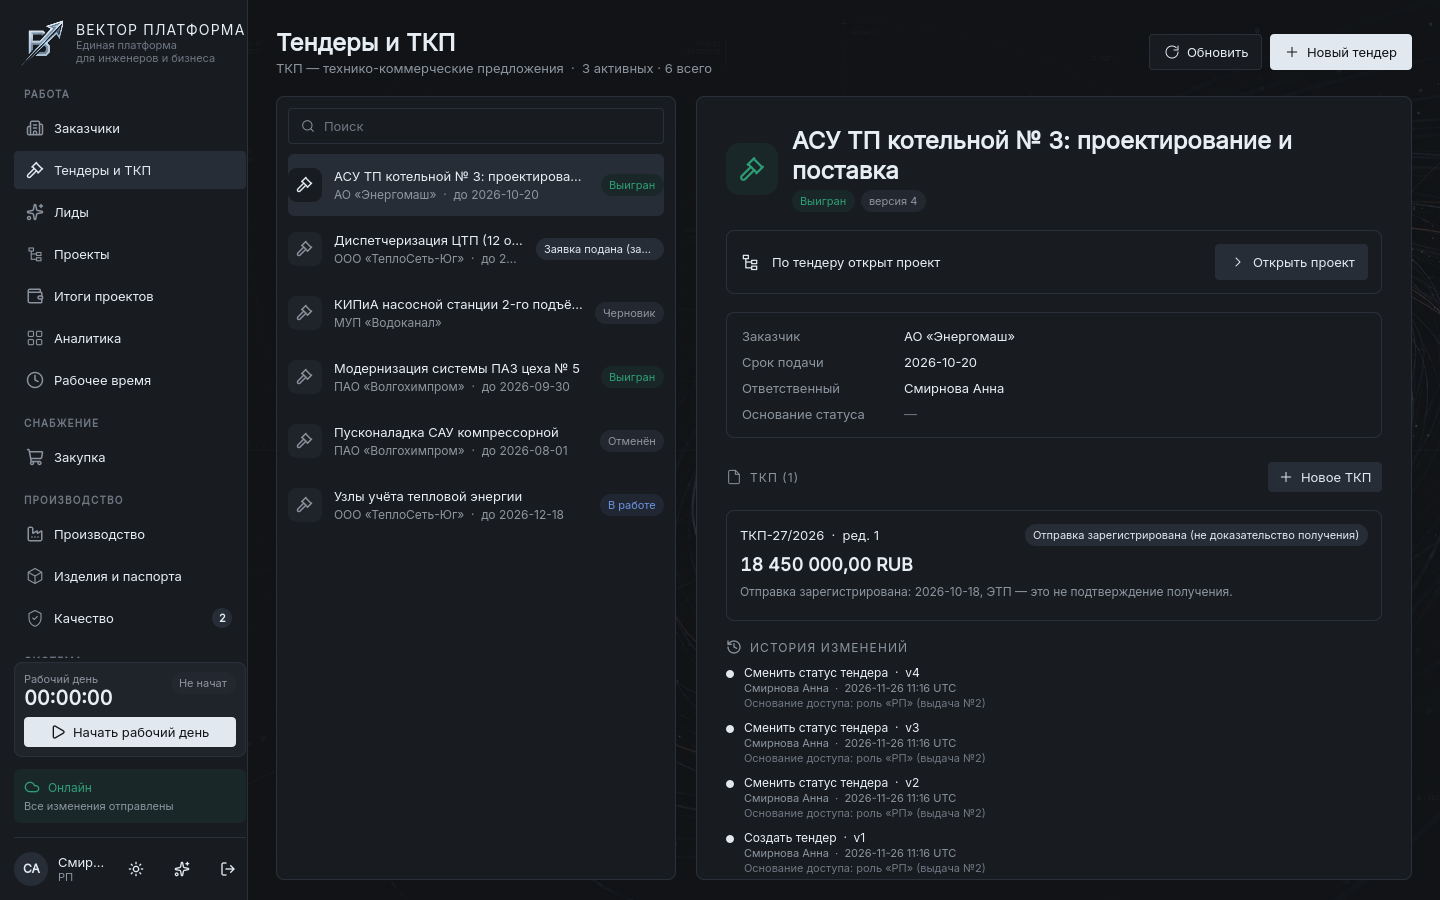 ВЕКТОР ПЛАТФОРМА
Единая платформа
для инженеров и бизнеса
РАБОТА
Заказчики
Тендеры и ТКП
Лиды
Проекты
Итоги проектов
Аналитика
Рабочее время
СНАБЖЕНИЕ
Закупка
ПРОИЗВОДСТВО
Производство
Изделия и паспорта
Качество
2
Рабочий день
Не начат
00:00:00
Начать рабочий день
Онлайн
Все изменения отправлены
СА
Смир...
РП
Тендеры и ТКП
ТКП — технико-коммерческие предложения · 3 активных · 6 всего
Обновить
Новый тендер
Поиск
АСУ ТП котельной № 3: проектирова...
АО «Энергомаш» · до 2026-10-20
Выигран
Диспетчеризация ЦТП (12 о...
ООО «ТеплоСеть-Юг» · до 2...
Заявка подана (за...
КИПиА насосной станции 2-го подъё...
МУП «Водоканал»
Черновик
Модернизация системы ПАЗ цеха № 5
ПАО «Волгохимпром» · до 2026-09-30
Выигран
Пусконаладка САУ компрессорной
ПАО «Волгохимпром» · до 2026-08-01
Отменён
Узлы учёта тепловой энергии
ООО «ТеплоСеть-Юг» · до 2026-12-18
В работе
АСУ ТП котельной № 3: проектирование и
поставка
Выигран
версия 4
По тендеру открыт проект
Открыть проект
Заказчик АО «Энергомаш»
Срок подачи 2026-10-20
Ответственный Смирнова Анна
Основание статуса —
ТКП (1)
Новое ТКП
ТКП-27/2026 · ред. 1
Отправка зарегистрирована (не доказательство получения)
18 450 000,00 RUB
Отправка зарегистрирована: 2026-10-18, ЭТП — это не подтверждение получения.
ИСТОРИЯ ИЗМЕНЕНИЙ
Сменить статус тендера · v4
Смирнова Анна · 2026-11-26 11:16 UTC
Основание доступа: роль «РП» (выдача №2)
Сменить статус тендера · v3
Смирнова Анна · 2026-11-26 11:16 UTC
Основание доступа: роль «РП» (выдача №2)
Сменить статус тендера · v2
Смирнова Анна · 2026-11-26 11:16 UTC
Основание доступа: роль «РП» (выдача №2)
Создать тендер · v1
Смирнова Анна · 2026-11-26 11:16 UTC
Основание доступа: роль «РП» (выдача №2)